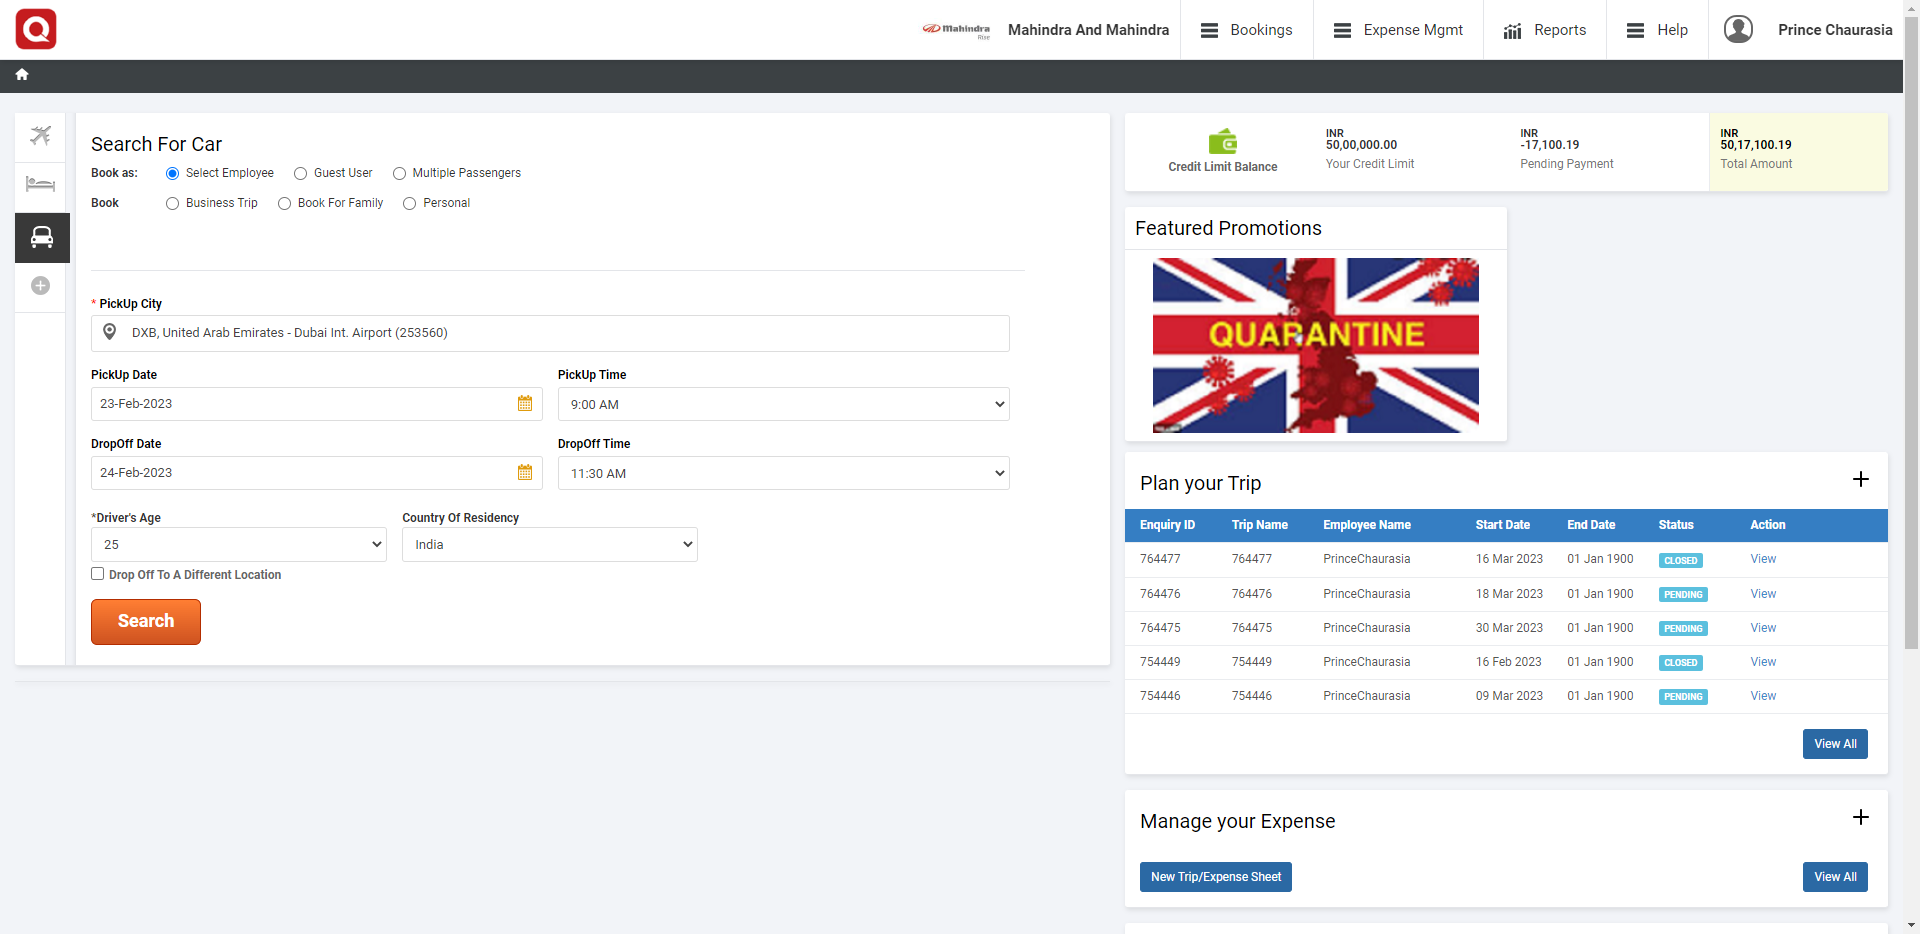 Q
Mahindra
Rise
Mahindra And Mahindra
Bookings
Expense Mgmt
Reports
Help
Prince Chaurasia
Search For Car
Book as: Select Employee Guest User Multiple Passengers
Book Business Trip Book For Family Personal
* PickUp City
DXB, United Arab Emirates - Dubai Int. Airport (253560)
PickUp Date PickUp Time
23-Feb-2023 9:00 AM
DropOff Date DropOff Time
24-Feb-2023 11:30 AM
*Driver's Age Country Of Residency
25 India
Drop Off To A Different Location
Search
Credit Limit Balance
INR
50,00,000.00
Your Credit Limit
INR
-17,100.19
Pending Payment
INR
50,17,100.19
Total Amount
Featured Promotions
QUARANTINE
Plan your Trip
Enquiry ID Trip Name Employee Name Start Date End Date Status Action
764477 764477 PrinceChaurasia 16 Mar 2023 01 Jan 1900 CLOSED View
764476 764476 PrinceChaurasia 18 Mar 2023 01 Jan 1900 PENDING View
764475 764475 PrinceChaurasia 30 Mar 2023 01 Jan 1900 PENDING View
754449 754449 PrinceChaurasia 16 Feb 2023 01 Jan 1900 CLOSED View
754446 754446 PrinceChaurasia 09 Mar 2023 01 Jan 1900 PENDING View
View All
Manage your Expense
New Trip/Expense Sheet View All